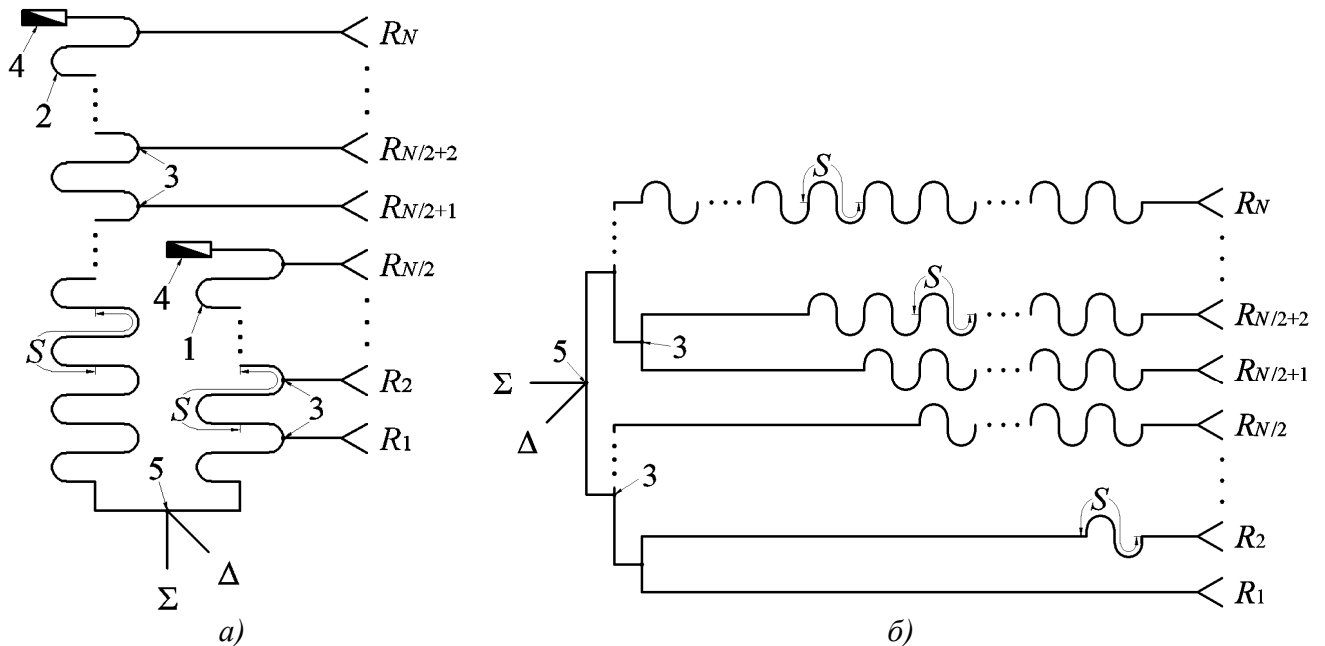 4
2
R_N
R_{N/2+2}
3
R_{N/2+1}
4
R_{N/2}
1
S
S
R_2
3
R_1
5
Δ
Σ
а)
S
R_N
S
R_{N/2+2}
3
R_{N/2+1}
5
Σ
Δ
R_{N/2}
3
S
R_2
R_1
б)